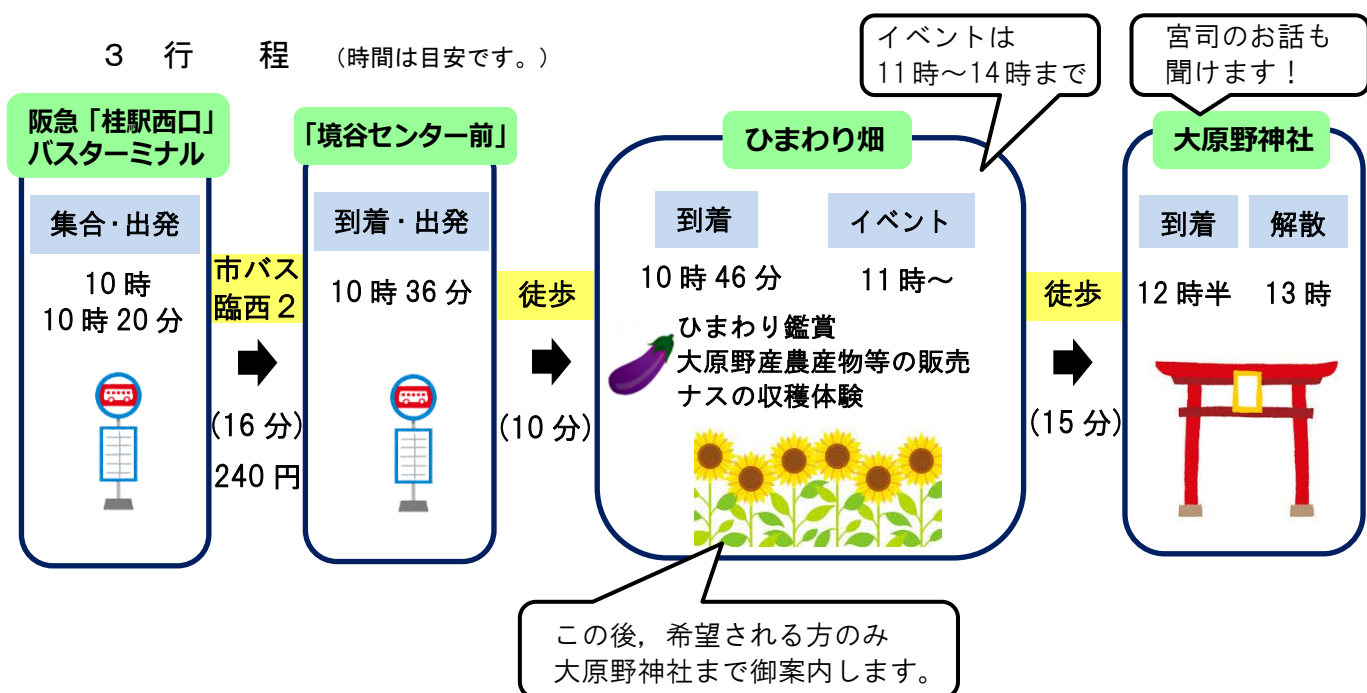 3 行 程 (時間は目安です。)
イベントは
11時～14時まで
宮司のお話も
聞けます！
阪急「桂駅西口」
バスターミナル
集合・出発
10時
10時20分
市バス
臨西2
(16分)
240円
「境谷センター前」
到着・出発
10時36分
徒歩
(10分)
ひまわり畑
到着
10時46分
イベント
11時～
ひまわり鑑賞
大原野産農産物等の販売
ナスの収穫体験
この後，希望される方のみ
大原野神社まで御案内します。
徒歩
(15分)
大原野神社
到着
12時半
解散
13時